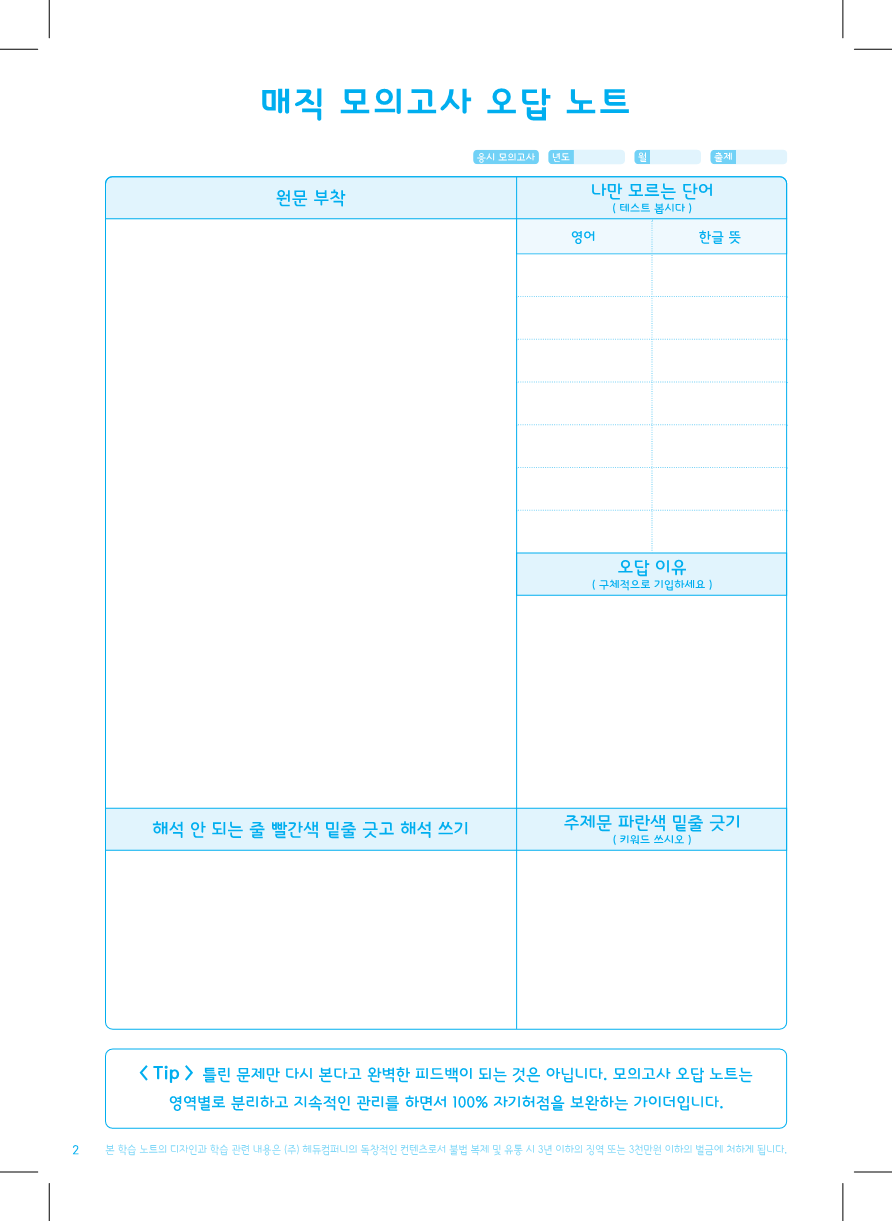 매직 모의고사 오답 노트
응시 모의고사 년도 월 출제
원문 부착
나만 모르는 단어
( 테스트 봅시다 )
영어 한글 뜻
오답 이유
( 구체적으로 기입하세요 )
해석 안 되는 줄 빨간색 밑줄 긋고 해석 쓰기
주제문 파란색 밑줄 긋기
( 키워드 쓰시오 )
< Tip > 틀린 문제만 다시 본다고 완벽한 피드백이 되는 것은 아닙니다. 모의고사 오답 노트는
영역별로 분리하고 지속적인 관리를 하면서 100% 자기허점을 보완하는 가이더입니다.
2 본 학습 노트의 디자인과 학습 관련 내용은 (주) 헤듀컴퍼니의 독창적인 컨텐츠로서 불법 복제 및 유통 시 3년 이하의 징역 또는 3천만원 이하의 벌금에 처하게 됩니다.